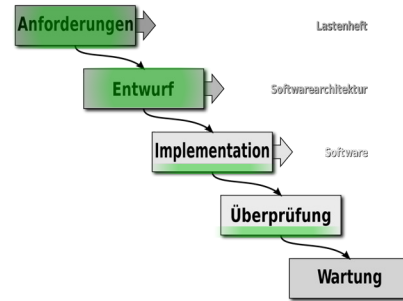 Anforderungen
Lastenheft
Entwurf
Softwarearchitektur
Implementation
Software
Überprüfung
Wartung